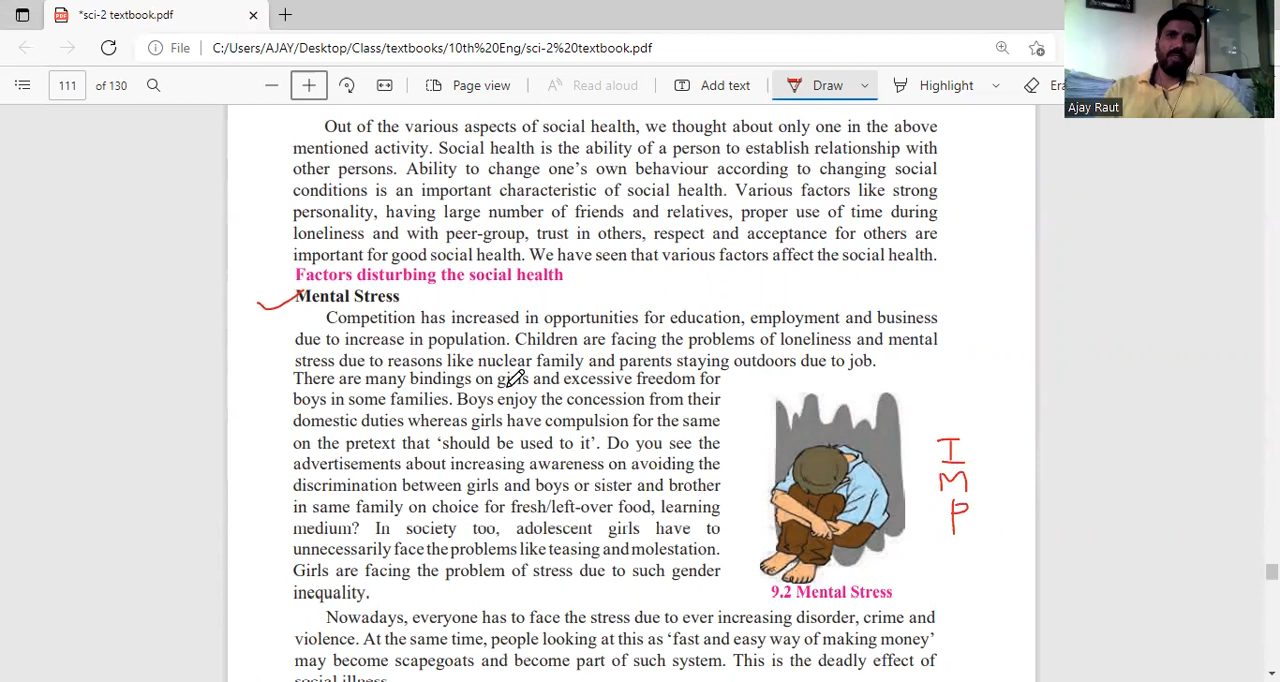 *sci-2 textbook.pdf
File
C:/Users/AJAY/Desktop/Class/textbooks/10th%20Eng/sci-2%20textbook.pdf
111 of 130
Page view
Read aloud
Add text
Draw
Highlight
Era
Ajay Raut
Out of the various aspects of social health, we thought about only one in the above
mentioned activity. Social health is the ability of a person to establish relationship with
other persons. Ability to change one's own behaviour according to changing social
conditions is an important characteristic of social health. Various factors like strong
personality, having large number of friends and relatives, proper use of time during
loneliness and with peer-group, trust in others, respect and acceptance for others are
important for good social health. We have seen that various factors affect the social health.
Factors disturbing the social health
Mental Stress
Competition has increased in opportunities for education, employment and business
due to increase in population. Children are facing the problems of loneliness and mental
stress due to reasons like nuclear family and parents staying outdoors due to job.
There are many bindings on girls and excessive freedom for
boys in some families. Boys enjoy the concession from their
domestic duties whereas girls have compulsion for the same
on the pretext that 'should be used to it'. Do you see the
advertisements about increasing awareness on avoiding the
discrimination between girls and boys or sister and brother
in same family on choice for fresh/left-over food, learning
medium? In society too, adolescent girls have to
unnecessarily face the problems like teasing and molestation.
Girls are facing the problem of stress due to such gender
inequality.
I
M
P
9.2 Mental Stress
Nowadays, everyone has to face the stress due to ever increasing disorder, crime and
violence. At the same time, people looking at this as 'fast and easy way of making money'
may become scapegoats and become part of such system. This is the deadly effect of
social illness.